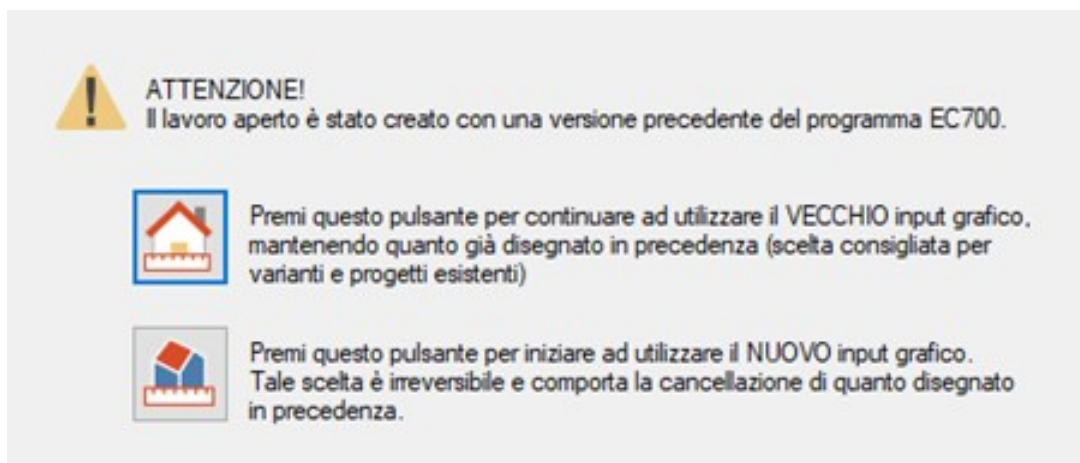 ATTENZIONE!
Il lavoro aperto è stato creato con una versione precedente del programma EC700.
Premi questo pulsante per continuare ad utilizzare il VECCHIO input grafico,
mantenendo quanto già disegnato in precedenza (scelta consigliata per
varianti e progetti esistenti)
Premi questo pulsante per iniziare ad utilizzare il NUOVO input grafico.
Tale scelta è irreversibile e comporta la cancellazione di quanto disegnato
in precedenza.